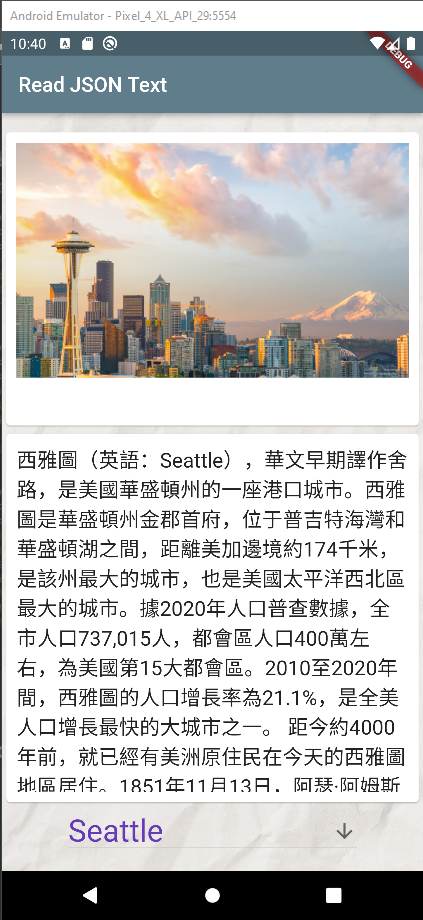 Android Emulator - Pixel_4_XL_API_29:5554
10:40
DEBUG
Read JSON Text
西雅圖（英語：Seattle），華文早期譯作舍
路，是美國華盛頓州的一座港口城市。西雅
圖是華盛頓州金郡首府，位于普吉特海灣和
華盛頓湖之間，距離美加邊境約174千米，
是該州最大的城市，也是美國太平洋西北區
最大的城市。據2020年人口普查數據，全
市人口737,015人，都會區人口400萬左
右，為美國第15大都會區。2010至2020年
間，西雅圖的人口增長率為21.1%，是全美
人口增長最快的大城市之一。 距今約4000
年前，就已經有美洲原住民在今天的西雅圖
地區居住。1851年11月13日，阿瑟·阿姆斯
Seattle